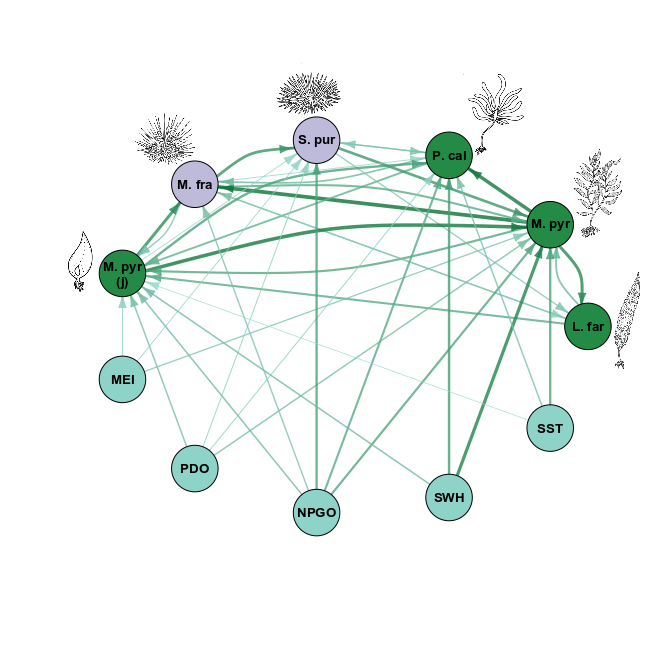 S. pur
P. cal
M. fra
M. pyr
M. pyr
(j)
L. far
MEI
SST
PDO
SWH
NPGO